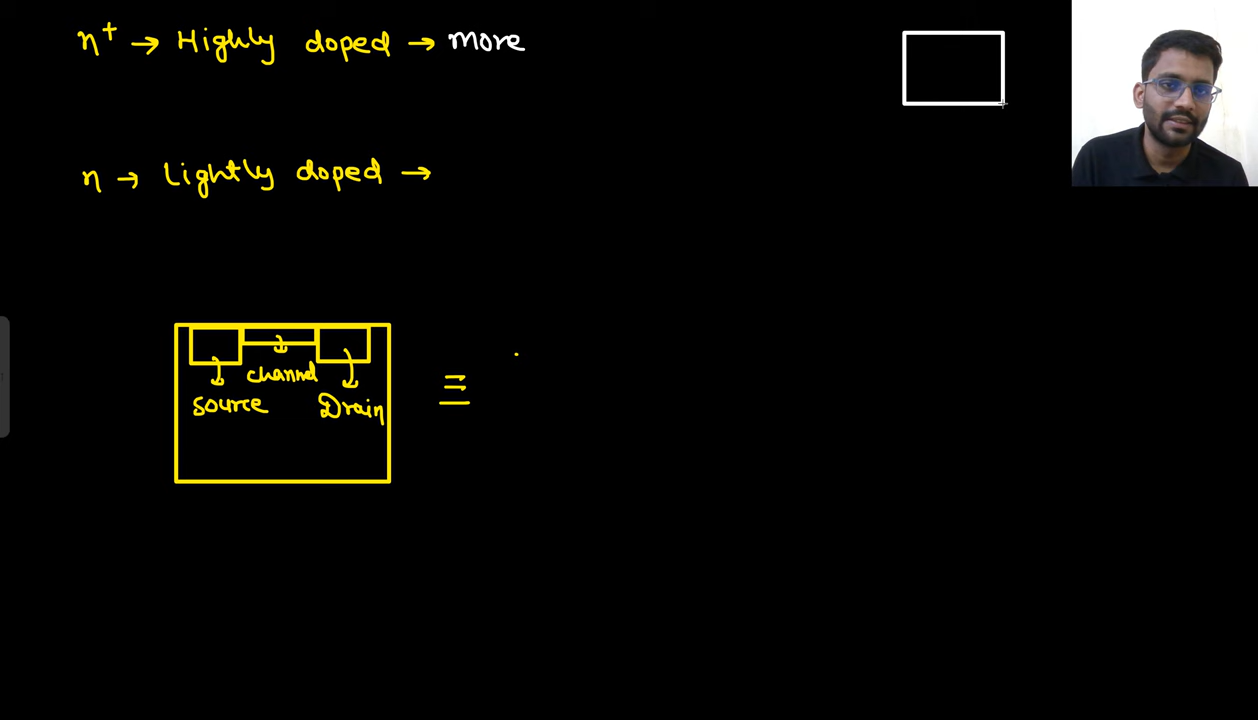 n⁺ → Highly doped → more
n → Lightly doped →
channel
source
Drain
≡